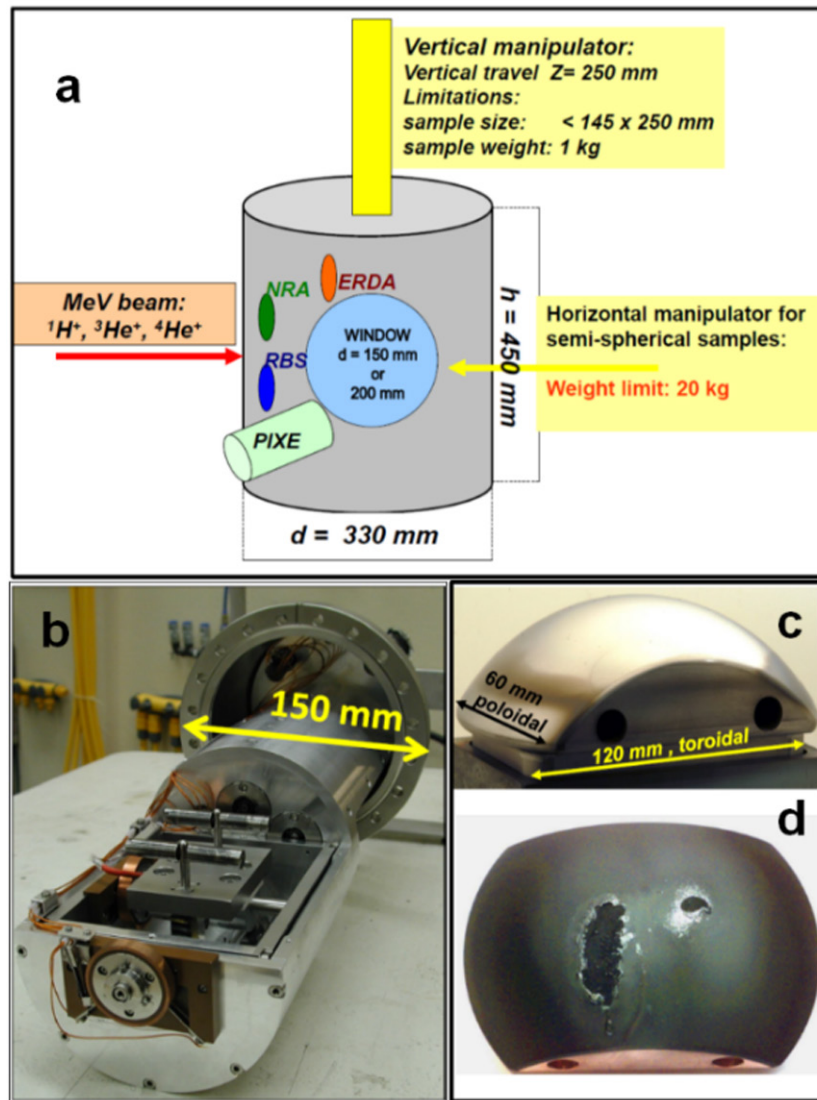 a
Vertical manipulator:
Vertical travel Z= 250 mm
Limitations:
sample size: < 145 x 250 mm
sample weight: 1 kg
MeV beam:
¹H⁺, ³He⁺, ⁴He⁺
NRA
ERDA
RBS
WINDOW
d = 150 mm
or
200 mm
PIXE
h = 450 mm
Horizontal manipulator for
semi-spherical samples:
Weight limit: 20 kg
d = 330 mm
b
150 mm
c
60 mm
poloidal
120 mm , toroidal
d